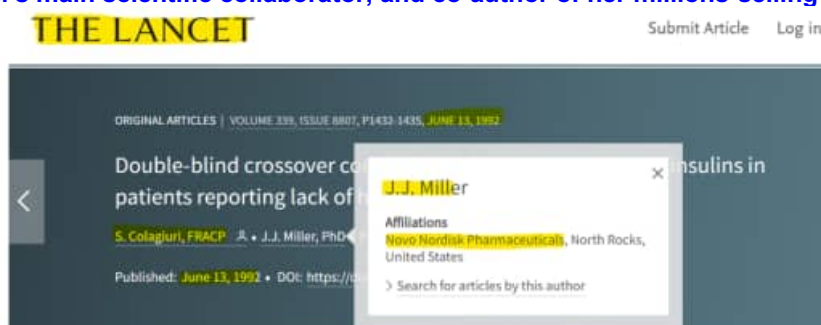 main scientific collaborator, and co-author of her millions-selling
THE LANCET
Submit Article Log in
ORIGINAL ARTICLES | VOLUME 339, ISSUE 8807, P1432-1435, JUNE 13, 1992
Double-blind crossover insulins in
patients reporting lack of
S. Colagiuri, FRACP • J.J. Miller, PhD
Published: June 13, 1992 • DOI: https://
J.J. Miller
Affiliations
Novo Nordisk Pharmaceuticals, North Rocks,
United States
> Search for articles by this author